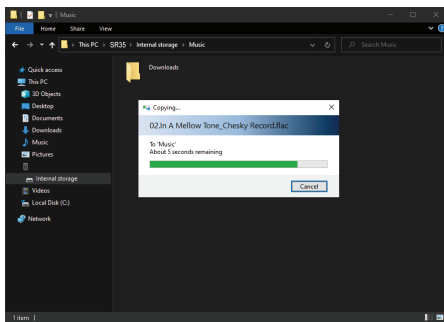 Music
File
Home
Share
View
This PC
SR35
Internal storage
Music
Search Music
Quick access
This PC
3D Objects
Desktop
Documents
Downloads
Music
Pictures
Internal storage
Videos
Local Disk (C:)
Network
Downloads
Copying...
02.In A Mellow Tone_Chesky Record.flac
To 'Music'
About 5 seconds remaining
Cancel
1 item